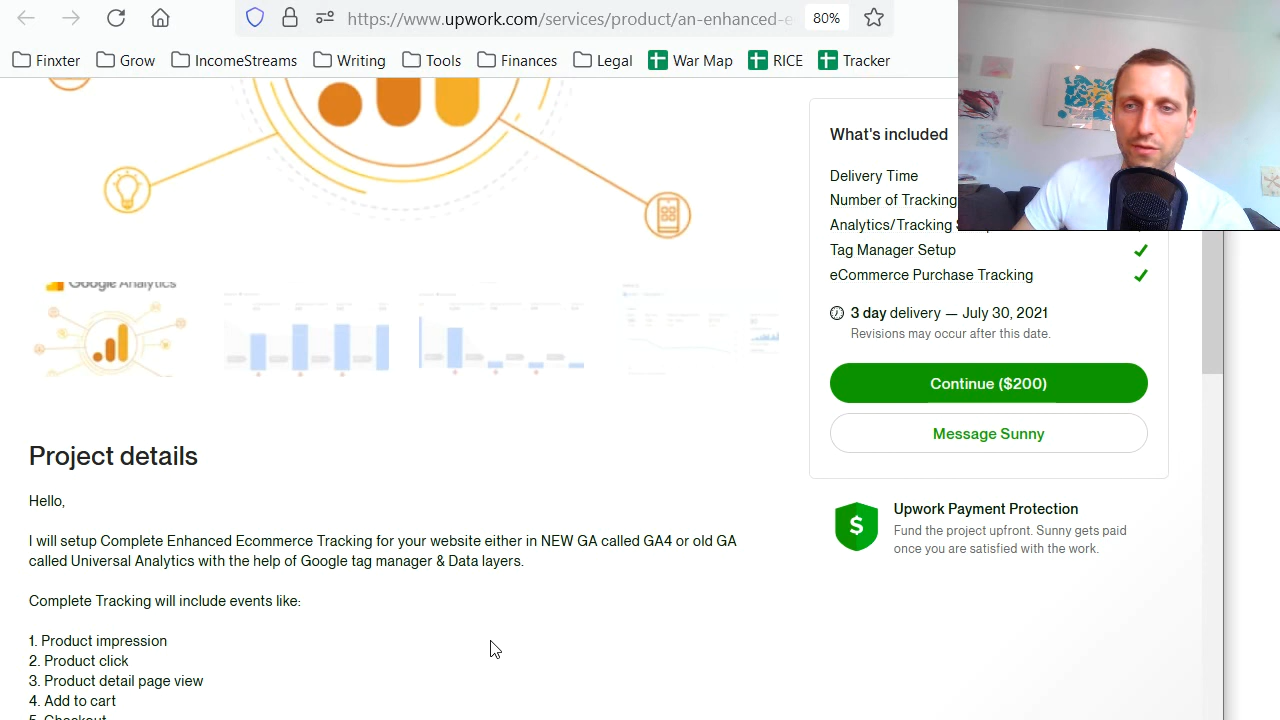 https://www.upwork.com/services/product/an-enhanced-e
80%
Finxter
Grow
IncomeStreams
Writing
Tools
Finances
Legal
War Map
RICE
Tracker
What's included
Delivery Time
Number of Tracking
Analytics/Tracking
Tag Manager Setup
eCommerce Purchase Tracking
3 day delivery — July 30, 2021
Revisions may occur after this date.
Continue ($200)
Message Sunny
Upwork Payment Protection
Fund the project upfront. Sunny gets paid
once you are satisfied with the work.
Google Analytics
Project details
Hello,
I will setup Complete Enhanced Ecommerce Tracking for your website either in NEW GA called GA4 or old GA
called Universal Analytics with the help of Google tag manager & Data layers.
Complete Tracking will include events like:
1. Product impression
2. Product click
3. Product detail page view
4. Add to cart
5. Checkout